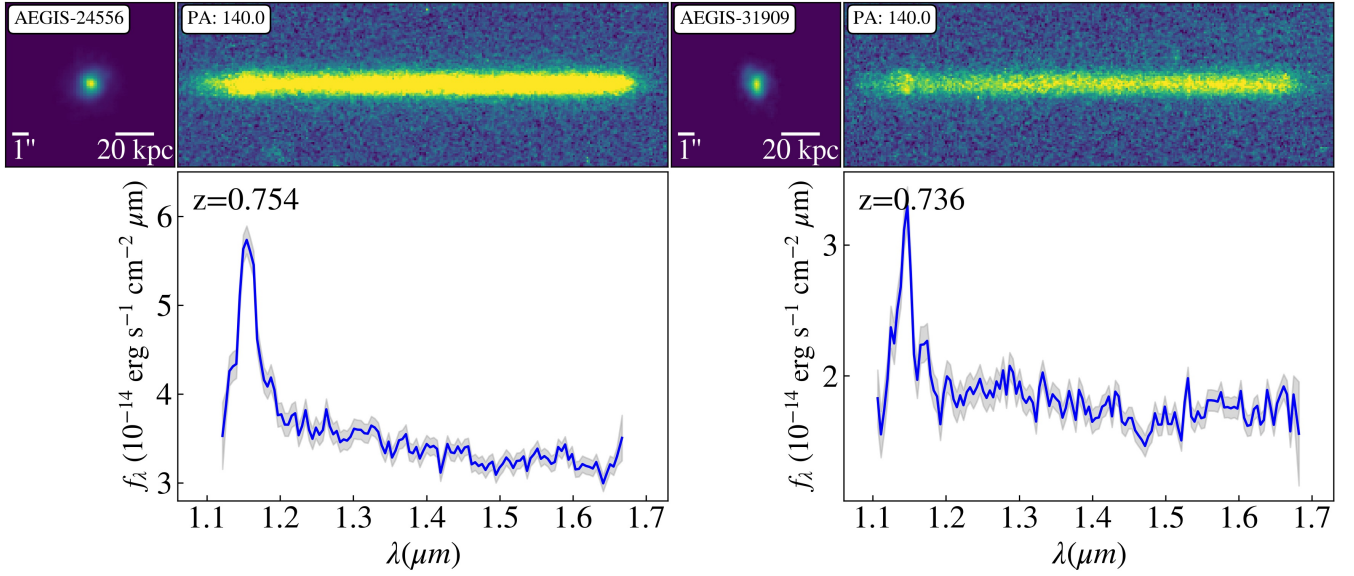 AEGIS-24556
PA: 140.0
1"
20 kpc
AEGIS-31909
PA: 140.0
1"
20 kpc
z=0.754
6
5
4
3
f_λ (10^−14 erg s^−1 cm^−2 μm)
1.1 1.2 1.3 1.4 1.5 1.6 1.7
λ(μm)
z=0.736
3
2
f_λ (10^−14 erg s^−1 cm^−2 μm)
1.1 1.2 1.3 1.4 1.5 1.6 1.7
λ(μm)